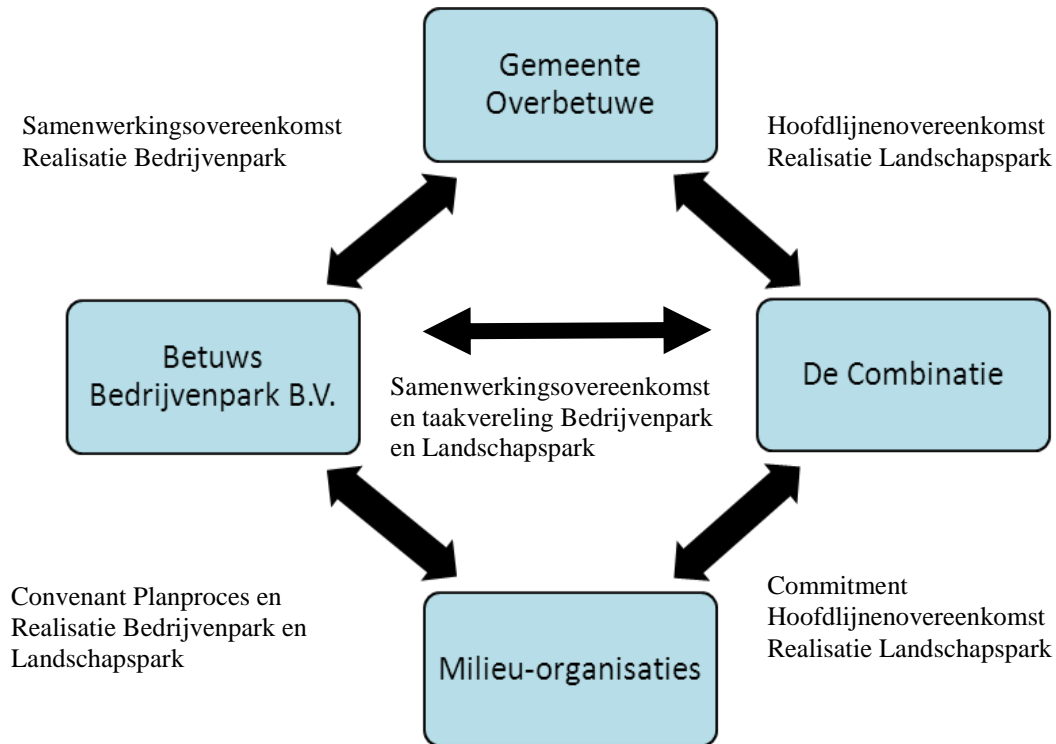 Gemeente
Overbetuwe
Samenwerkingsovereenkomst
Realisatie Bedrijvenpark
Hoofdlijnenovereenkomst
Realisatie Landschapspark
Betuws
Bedrijvenpark B.V.
De Combinatie
Samenwerkingsovereenkomst
en taakvereling Bedrijvenpark
en Landschapspark
Convenant Planproces en
Realisatie Bedrijvenpark en
Landschapspark
Commitment
Hoofdlijnenovereenkomst
Realisatie Landschapspark
Milieu-organisaties